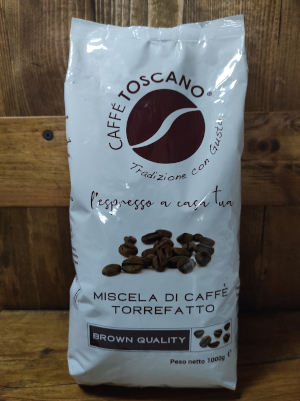 CAFFÈ TOSCANO®
Tradizione con Gusto
l'espresso a casa tua
MISCELA DI CAFFÈ
TORREFATTO
BROWN QUALITY
Peso netto 1000g e